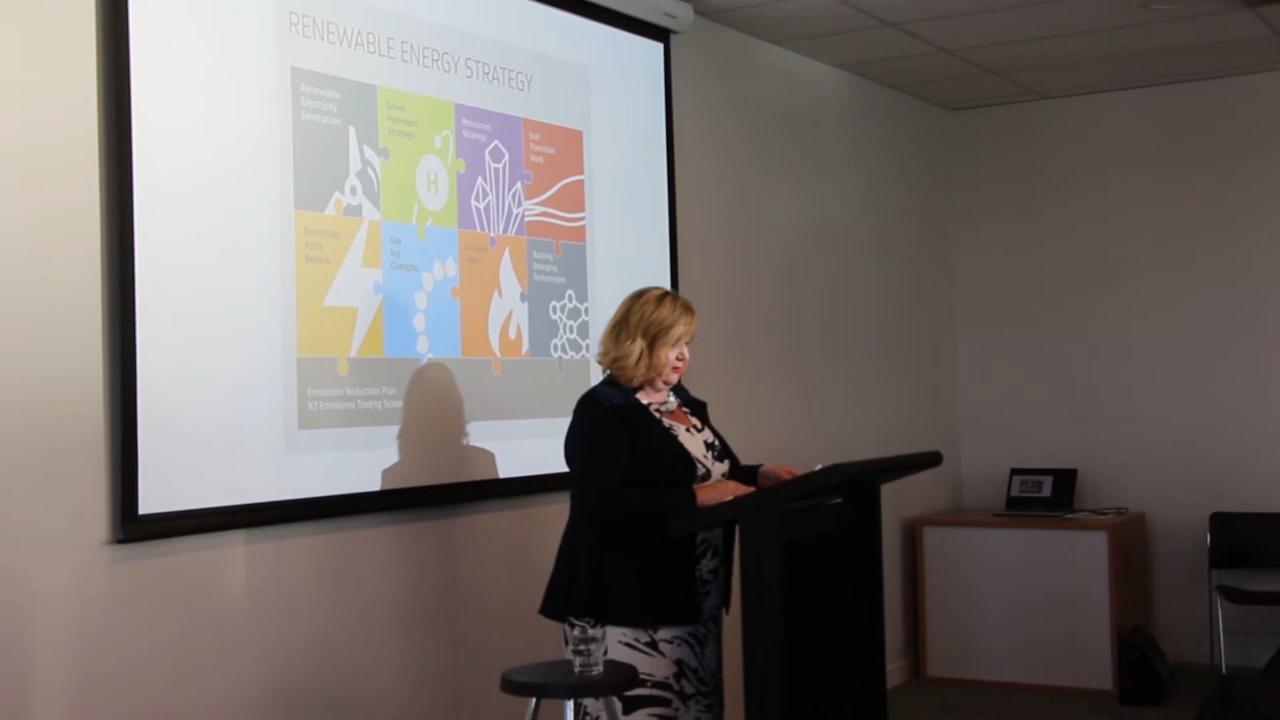 RENEWABLE ENERGY STRATEGY
Renewable
Electricity
Generation
Green
Hydrogen
Strategy
Resources
Strategy
Just
Transition
Work
Electricity
Price
Review
Gas
Act
Changes
Building
Emerging
Technologies
H
Emissions Reduction Plan
NZ Emissions Trading